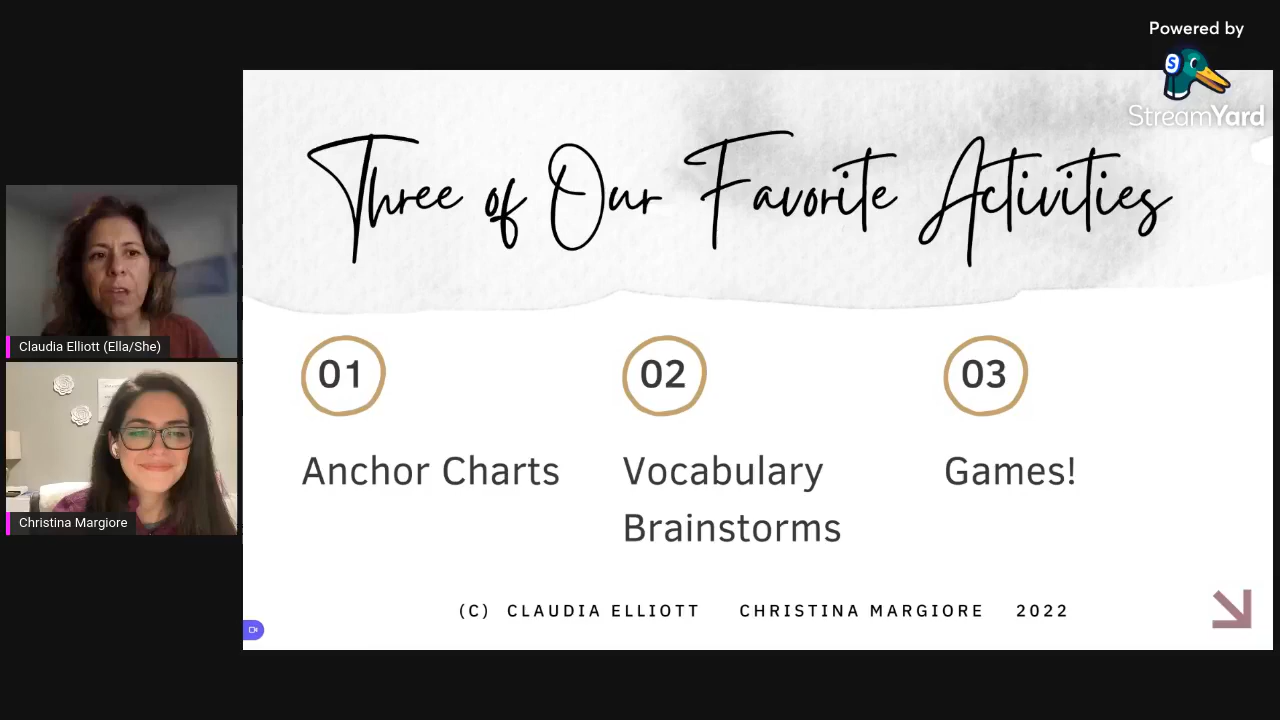 Powered by
StreamYard
Three of Our Favorite Activities
01
02
03
Anchor Charts
Vocabulary
Brainstorms
Games!
(C) CLAUDIA ELLIOTT CHRISTINA MARGIORE 2022
Claudia Elliott (Ella/She)
Christina Margiore